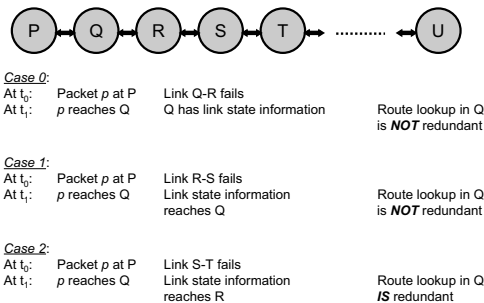 P Q R S T ........... U
Case 0:
At t0: Packet p at P Link Q-R fails
At t1: p reaches Q Q has link state information Route lookup in Q
is NOT redundant
Case 1:
At t0: Packet p at P Link R-S fails
At t1: p reaches Q Link state information Route lookup in Q
reaches Q is NOT redundant
Case 2:
At t0: Packet p at P Link S-T fails
At t1: p reaches Q Link state information Route lookup in Q
reaches R IS redundant